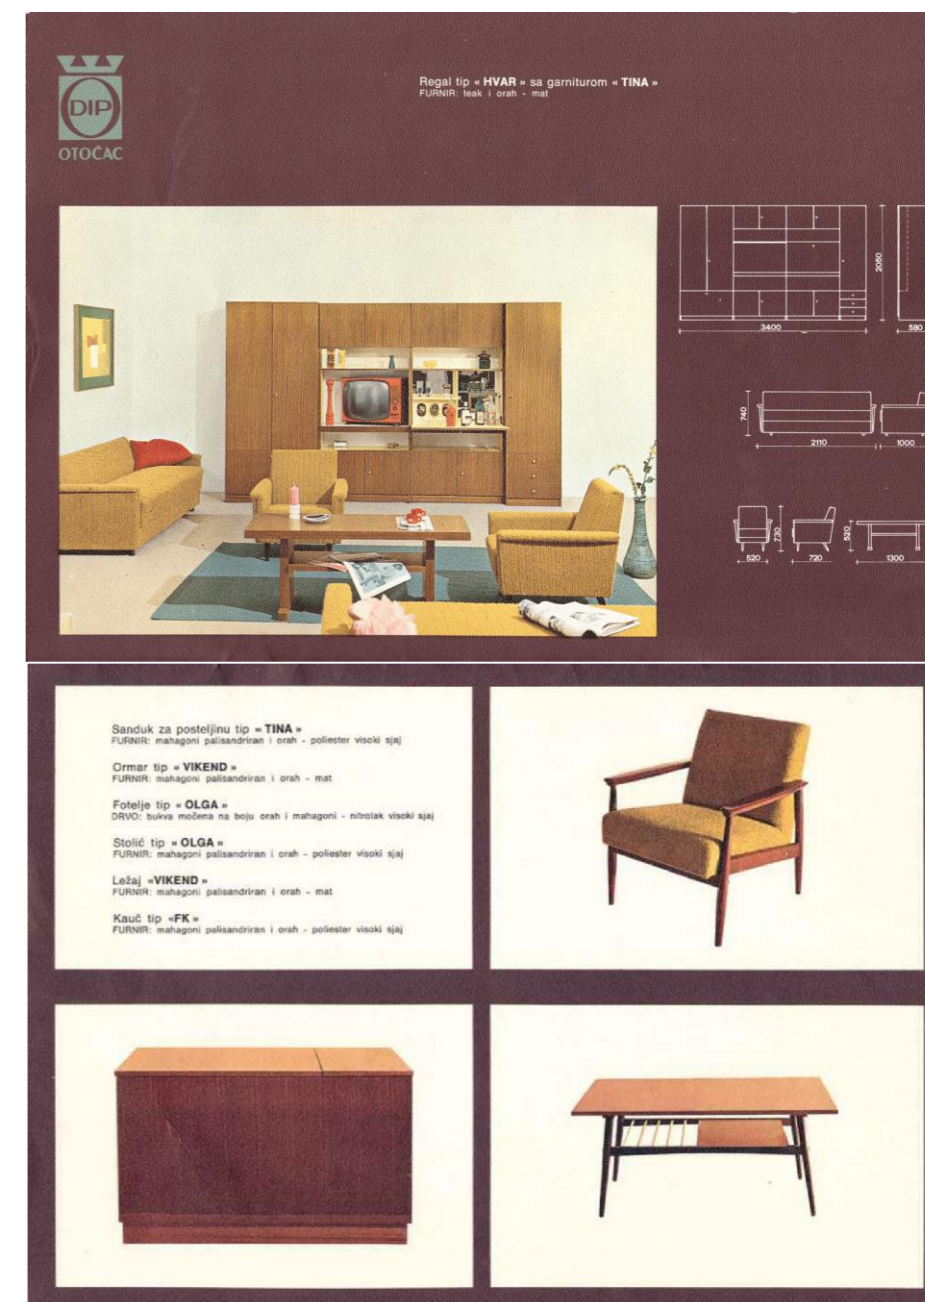 DIP
OTOČAC
Regal tip «HVAR» sa garniturom «TINA»
FURNIR: teak i orah - mat
2050
3400
580
740
2110
1000
730
520
520
720
1300
Sanduk za posteljinu tip «TINA»
FURNIR: mahagoni palisandriran i orah - poliester visoki sjaj
Ormar tip «VIKEND»
FURNIR: mahagoni palisandriran i orah - mat
Fotelje tip «OLGA»
DRVO: bukva močena na boju orah i mahagoni - nitrolak visoki sjaj
Stolić tip «OLGA»
FURNIR: mahagoni palisandriran i orah - poliester visoki sjaj
Ležaj «VIKEND»
FURNIR: mahagoni palisandriran i orah - mat
Kauč tip «FK»
FURNIR: mahagoni palisandriran i orah - poliester visoki sjaj